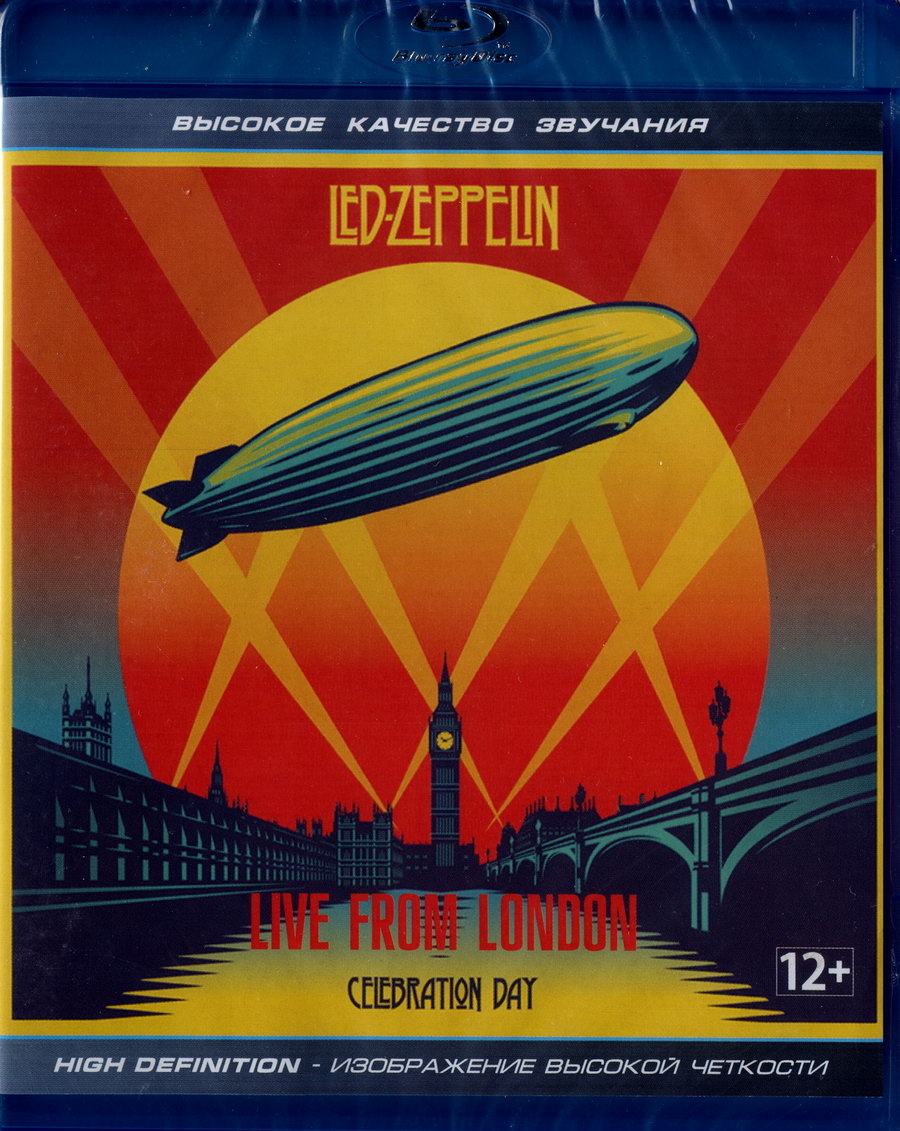 Blu-ray Disc
ВЫСОКОЕ КАЧЕСТВО ЗВУЧАНИЯ
LED-ZEPPELIN
LIVE FROM LONDON
CELEBRATION DAY
12+
HIGH DEFINITION - ИЗОБРАЖЕНИЕ ВЫСОКОЙ ЧЕТКОСТИ